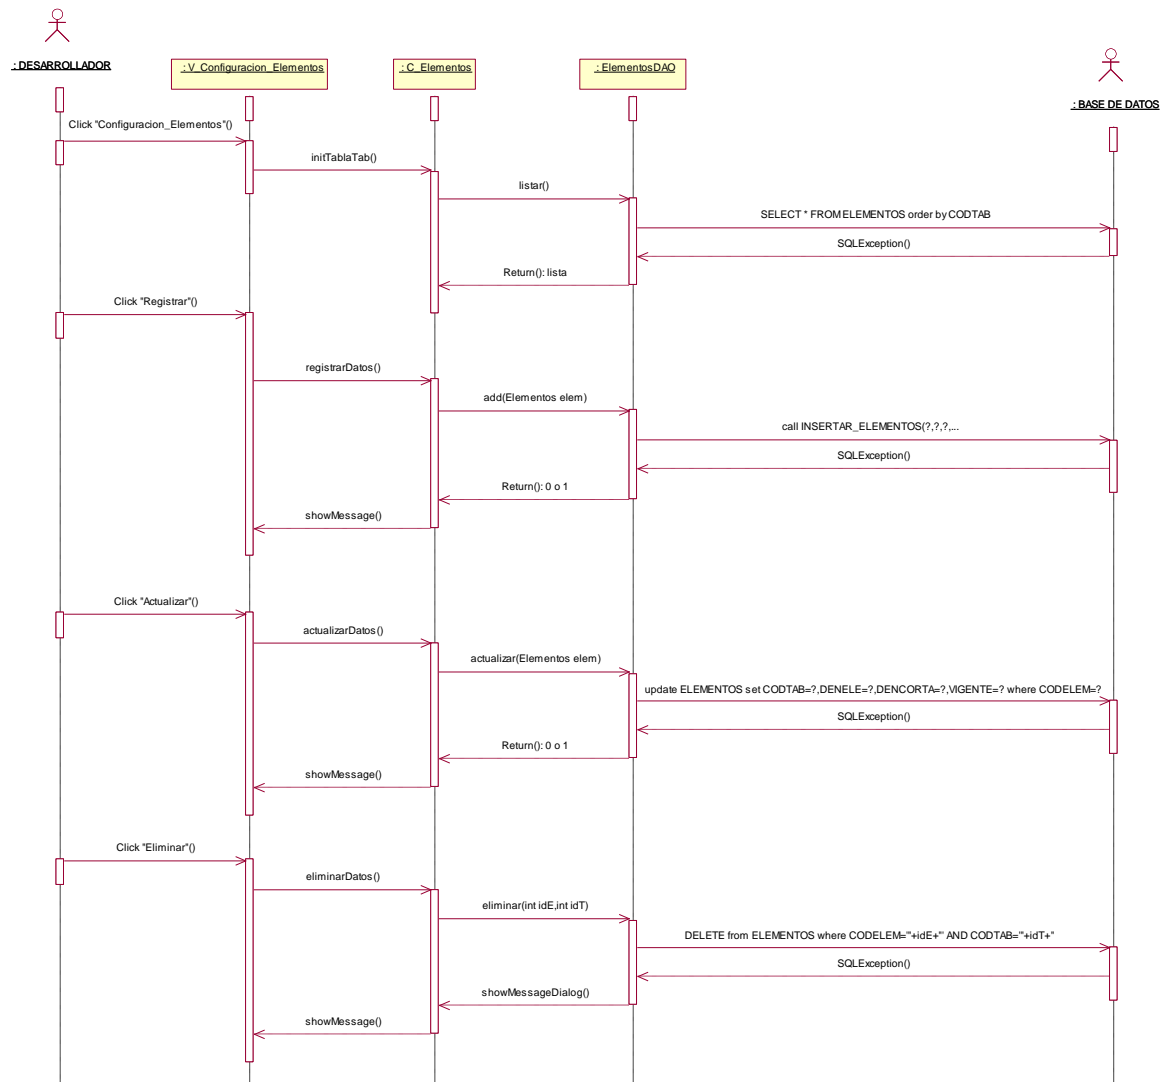 : DESARROLLADOR
: V_Configuracion_Elementos
: C_Elementos
: ElementosDAO
: BASE DE DATOS
Click "Configuracion_Elementos"()
initTablaTab()
listar()
SELECT * FROM ELEMENTOS order by CODTAB
SQLException()
Return(): lista
Click "Registrar"()
registrarDatos()
add(Elementos elem)
call INSERTAR_ELEMENTOS(?,?,?,...
SQLException()
Return(): 0 o 1
showMessage()
Click "Actualizar"()
actualizarDatos()
actualizar(Elementos elem)
update ELEMENTOS set CODTAB=?,DENELE=?,DENCORTA=?,VIGENTE=? where CODELEM=?
SQLException()
Return(): 0 o 1
showMessage()
Click "Eliminar"()
eliminarDatos()
eliminar(int idE,int idT)
DELETE from ELEMENTOS where CODELEM='"+idE+"' AND CODTAB='"+idT+"
SQLException()
showMessageDialog()
showMessage()